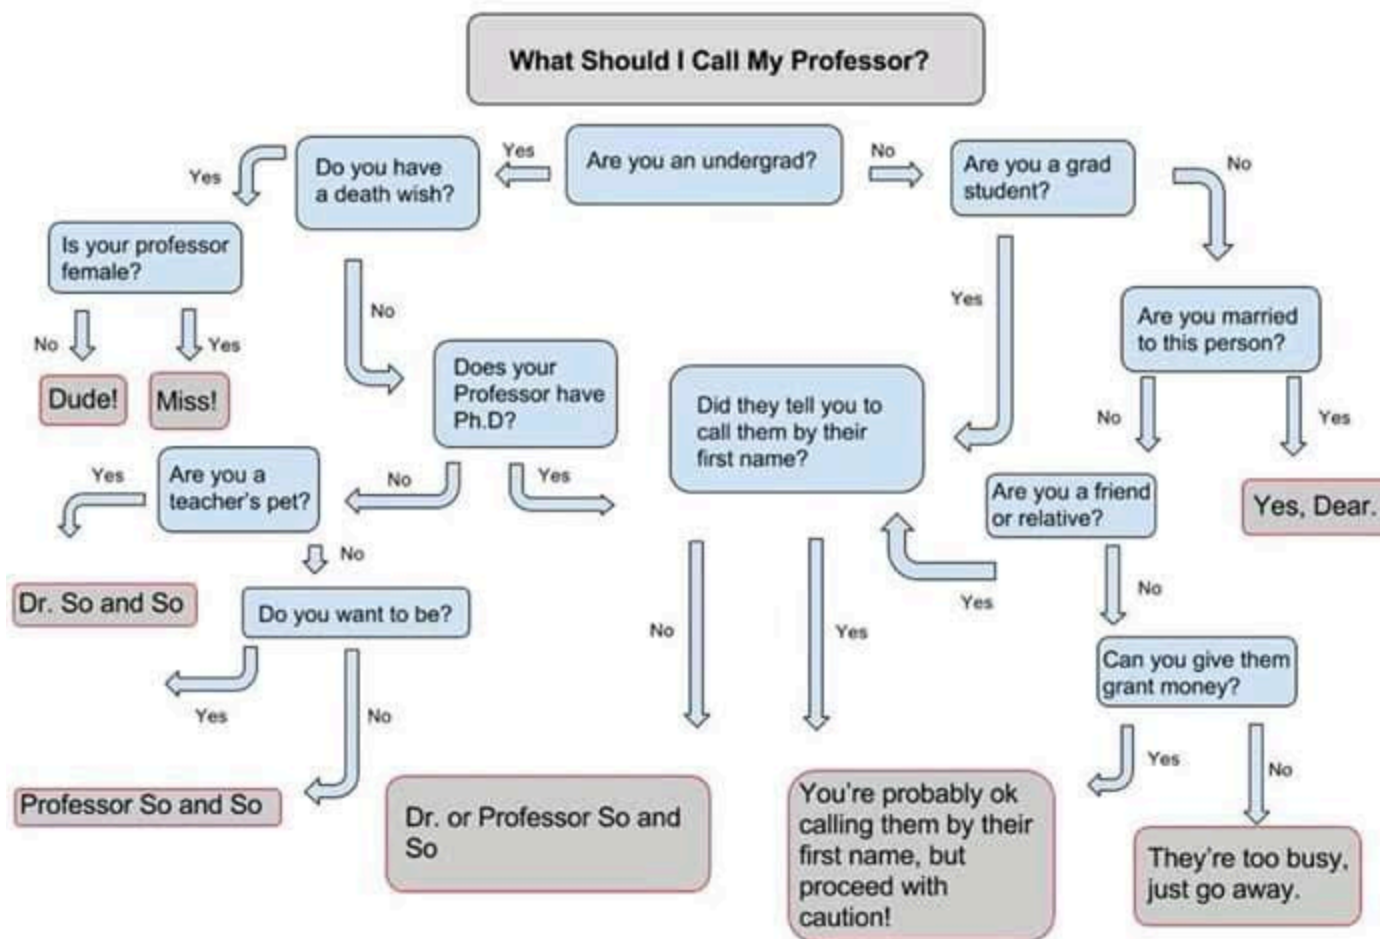 What Should I Call My Professor?
Are you an undergrad?
Yes
No
Do you have
a death wish?
Are you a grad
student?
Yes
No
Is your professor
female?
No
Yes
Are you married
to this person?
No
Yes
Dude!
Miss!
Does your
Professor have
Ph.D?
Did they tell you to
call them by their
first name?
Yes
No
Yes
Are you a
teacher's pet?
No
Yes
Are you a friend
or relative?
Yes, Dear.
Yes
No
Dr. So and So
Do you want to be?
No
Yes
Yes
No
Can you give them
grant money?
Yes
No
Yes
No
Professor So and So
Dr. or Professor So and
So
You're probably ok
calling them by their
first name, but
proceed with
caution!
They're too busy,
just go away.